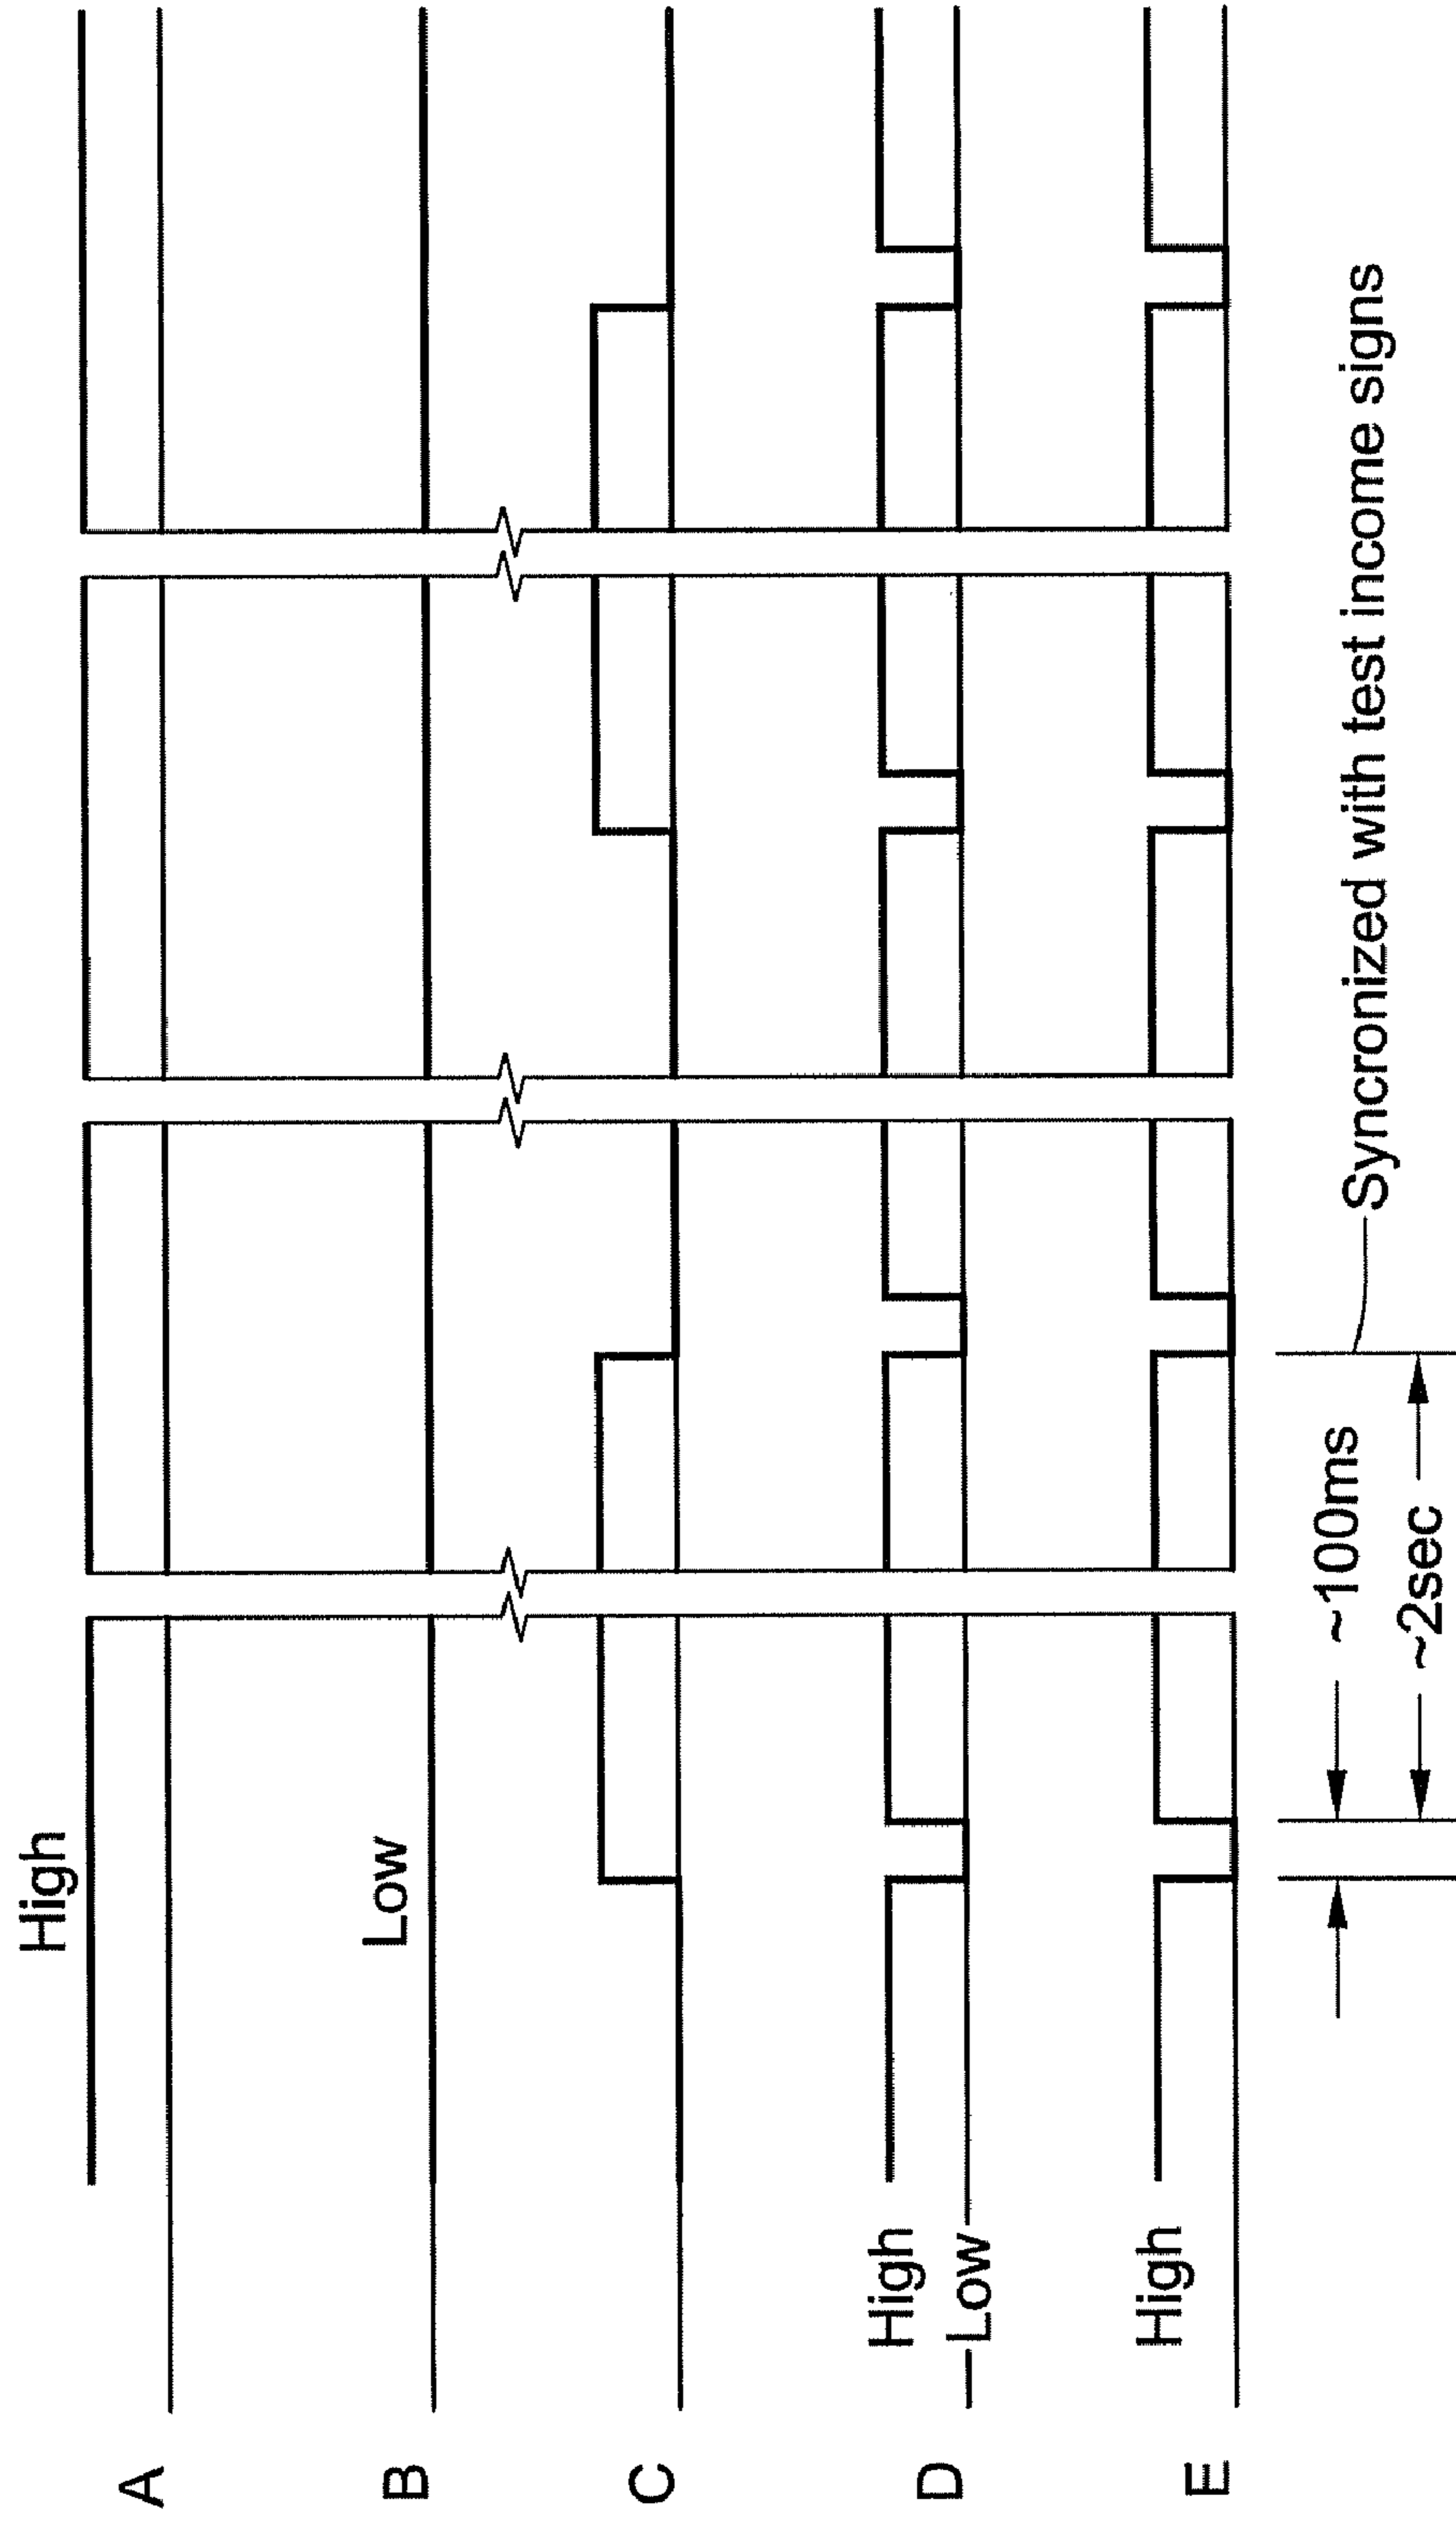 High
A
Low
B
C
High
Low
D
High
E
~100ms
~2sec
Syncronized with test income signs